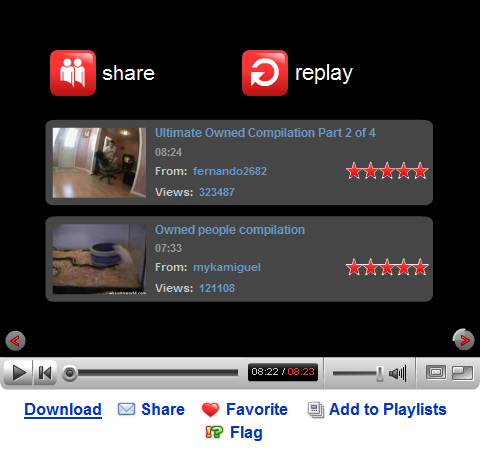 share
replay
Ultimate Owned Compilation Part 2 of 4
08:24
From: fernando2682
Views: 323487
Owned people compilation
07:33
From: mykamiguel
Views: 121108
08:22 / 08:23
Download Share Favorite Add to Playlists
Flag